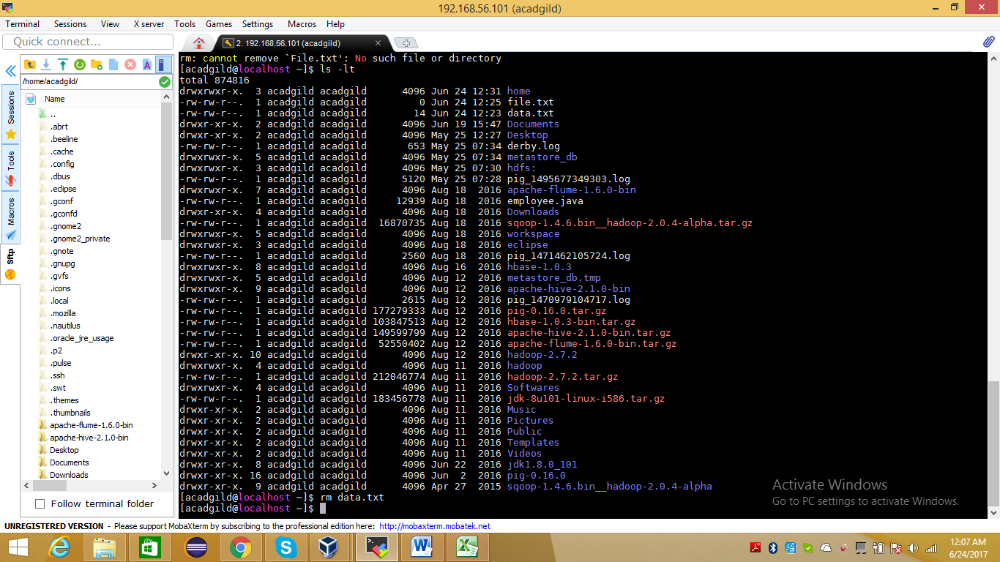 192.168.56.101 (acadgild)
Terminal Sessions View X server Tools Games Settings Macros Help
Quick connect...
2. 192.168.56.101 (acadgild)
/home/acadgild/
Name
..
.abrt
.beeline
.cache
.config
.dbus
.eclipse
.gconf
.gconfd
.gnome2
.gnome2_private
.gnote
.gnupg
.gvfs
.icons
.local
.mozilla
.nautilus
.oracle_jre_usage
.p2
.pulse
.ssh
.swt
.themes
.thumbnails
apache-flume-1.6.0-bin
apache-hive-2.1.0-bin
Desktop
Documents
Downloads
Follow terminal folder
Sessions
Tools
Macros
Sftp
rm: cannot remove `File.txt': No such file or directory
[acadgild@localhost ~]$ ls -lt
total 874816
drwxrwxr-x. 3 acadgild acadgild 4096 Jun 24 12:31 home
-rw-rw-r--. 1 acadgild acadgild 0 Jun 24 12:25 file.txt
-rw-rw-r--. 1 acadgild acadgild 14 Jun 24 12:23 data.txt
drwxr-xr-x. 2 acadgild acadgild 4096 Jun 19 15:47 Documents
drwxr-xr-x. 2 acadgild acadgild 4096 May 25 12:27 Desktop
-rw-rw-r--. 1 acadgild acadgild 653 May 25 07:34 derby.log
drwxrwxr-x. 5 acadgild acadgild 4096 May 25 07:34 metastore_db
drwxrwxr-x. 3 acadgild acadgild 4096 May 25 07:30 hdfs:
-rw-rw-r--. 1 acadgild acadgild 5120 May 25 07:28 pig_1495677349303.log
drwxrwxr-x. 7 acadgild acadgild 4096 Aug 18 2016 apache-flume-1.6.0-bin
-rw-rw-r--. 1 acadgild acadgild 12939 Aug 18 2016 employee.java
drwxr-xr-x. 4 acadgild acadgild 4096 Aug 18 2016 Downloads
-rw-rw-r--. 1 acadgild acadgild 16870735 Aug 18 2016 sqoop-1.4.6.bin__hadoop-2.0.4-alpha.tar.gz
drwxrwxr-x. 5 acadgild acadgild 4096 Aug 18 2016 workspace
drwxrwxr-x. 3 acadgild acadgild 4096 Aug 18 2016 eclipse
-rw-rw-r--. 1 acadgild acadgild 2560 Aug 18 2016 pig_1471462105724.log
drwxrwxr-x. 8 acadgild acadgild 4096 Aug 16 2016 hbase-1.0.3
drwxrwxr-x. 5 acadgild acadgild 4096 Aug 12 2016 metastore_db.tmp
drwxrwxr-x. 9 acadgild acadgild 4096 Aug 12 2016 apache-hive-2.1.0-bin
-rw-rw-r--. 1 acadgild acadgild 2615 Aug 12 2016 pig_1470979104717.log
-rw-rw-r--. 1 acadgild acadgild 177279333 Aug 12 2016 pig-0.16.0.tar.gz
-rw-rw-r--. 1 acadgild acadgild 103847513 Aug 12 2016 hbase-1.0.3-bin.tar.gz
-rw-rw-r--. 1 acadgild acadgild 149599799 Aug 12 2016 apache-hive-2.1.0-bin.tar.gz
-rw-rw-r--. 1 acadgild acadgild 52550402 Aug 12 2016 apache-flume-1.6.0-bin.tar.gz
drwxr-xr-x. 10 acadgild acadgild 4096 Aug 12 2016 hadoop-2.7.2
drwxrwxr-x. 4 acadgild acadgild 4096 Aug 11 2016 hadoop
-rw-rw-r--. 1 acadgild acadgild 212046774 Aug 11 2016 hadoop-2.7.2.tar.gz
drwxrwxr-x. 4 acadgild acadgild 4096 Aug 11 2016 Softwares
-rw-rw-r--. 1 acadgild acadgild 183456778 Aug 11 2016 jdk-8u101-linux-i586.tar.gz
drwxr-xr-x. 2 acadgild acadgild 4096 Aug 11 2016 Music
drwxr-xr-x. 2 acadgild acadgild 4096 Aug 11 2016 Pictures
drwxr-xr-x. 2 acadgild acadgild 4096 Aug 11 2016 Public
drwxr-xr-x. 2 acadgild acadgild 4096 Aug 11 2016 Templates
drwxr-xr-x. 2 acadgild acadgild 4096 Aug 11 2016 Videos
drwxr-xr-x. 8 acadgild acadgild 4096 Jun 22 2016 jdk1.8.0_101
drwxr-xr-x. 16 acadgild acadgild 4096 Jun 2 2016 pig-0.16.0
drwxr-xr-x. 9 acadgild acadgild 4096 Apr 27 2015 sqoop-1.4.6.bin__hadoop-2.0.4-alpha
[acadgild@localhost ~]$ rm data.txt
[acadgild@localhost ~]$
Activate Windows
Go to PC settings to activate Windows.
UNREGISTERED VERSION - Please support MobaXterm by subscribing to the professional edition here: http://mobaxterm.mobatek.net
12:07 AM
6/24/2017